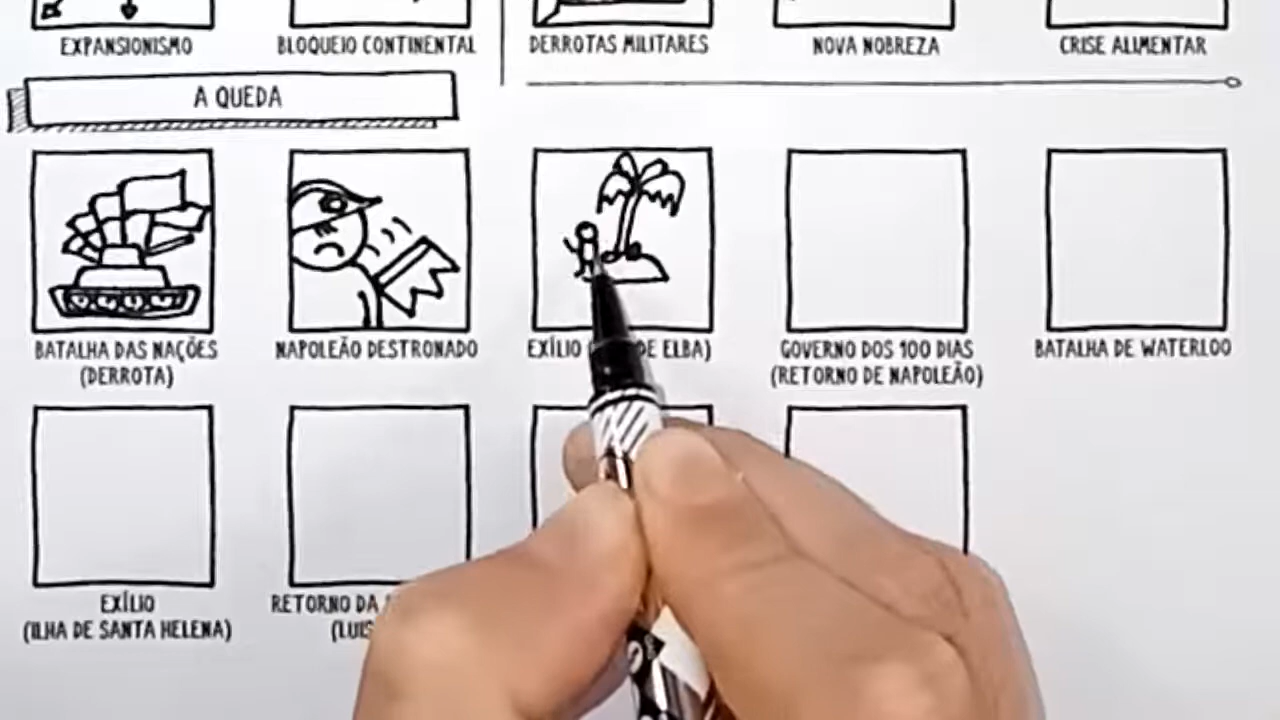 EXPANSIONISMO
BLOQUEIO CONTINENTAL
DERROTAS MILITARES
NOVA NOBREZA
CRISE ALIMENTAR
A QUEDA
BATALHA DAS NAÇÕES
(DERROTA)
NAPOLEÃO DESTRONADO
EXÍLIO DE ELBA)
GOVERNO DOS 100 DIAS
(RETORNO DE NAPOLEÃO)
BATALHA DE WATERLOO
EXÍLIO
(ILHA DE SANTA HELENA)
RETORNO DA